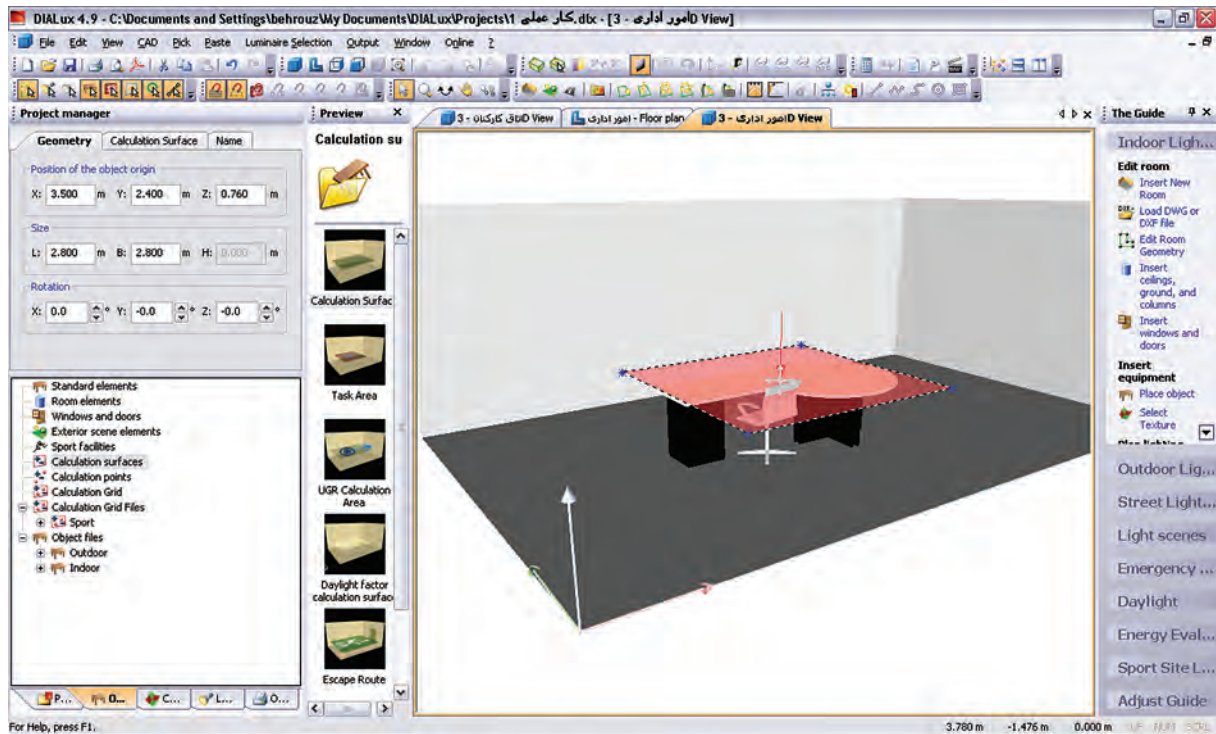 DIALux 4.9 - C:\Documents and Settings\behrouz\My Documents\DIALux\Projects\1 کار عملی.dlx - [3 - امور اداریD View]
File Edit View CAD Pick Paste Luminaire Selection Output Window Online ?
Project manager
Geometry Calculation Surface Name
Position of the object origin
X: 3.500 m Y: 2.400 m Z: 0.760 m
Size
L: 2.800 m B: 2.800 m H: 0.000 m
Rotation
X: 0.0 ° Y: -0.0 ° Z: -0.0 °
Standard elements
Room elements
Windows and doors
Exterior scene elements
Sport facilities
Calculation surfaces
Calculation points
Calculation Grid
Calculation Grid Files
Sport
Object files
Outdoor
Indoor
P... O... C... L... O...
Preview
Calculation su
Calculation Surfac
Task Area
UGR Calculation
Area
Daylight factor
calculation surfac
Escape Route
3 - اتاق کارکنانD View
امور اداری - Floor plan
3 - امور اداریD View
The Guide
Indoor Ligh...
Edit room
Insert New
Room
Load DWG or
DXF file
Edit Room
Geometry
Insert
ceilings,
ground, and
columns
Insert
windows and
doors
Insert
equipment
Place object
Select
Texture
Outdoor Lig...
Street Light...
Light scenes
Emergency ...
Daylight
Energy Eval...
Sport Site L...
Adjust Guide
For Help, press F1.
3.780 m -1.476 m 0.000 m